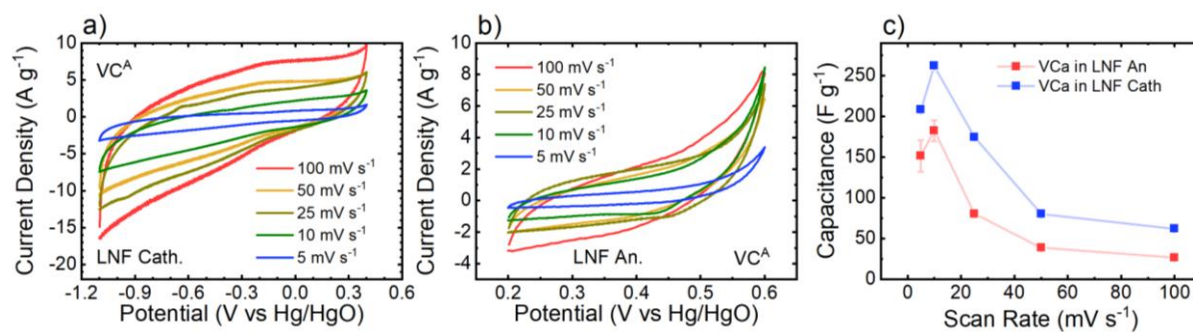 a)
VCᴬ
10
5
0
-5
-10
-15
-20
Current Density (A g⁻¹)
100 mV s⁻¹
50 mV s⁻¹
25 mV s⁻¹
10 mV s⁻¹
5 mV s⁻¹
LNF Cath.
-1.2 -0.9 -0.6 -0.3 0.0 0.3 0.6
Potential (V vs Hg/HgO)
b)
10
8
6
4
2
0
-2
-4
Current Density (A g⁻¹)
100 mV s⁻¹
50 mV s⁻¹
25 mV s⁻¹
10 mV s⁻¹
5 mV s⁻¹
LNF An. VCᴬ
0.2 0.3 0.4 0.5 0.6
Potential (V vs Hg/HgO)
c)
VCa in LNF An
VCa in LNF Cath
250
200
150
100
50
0
Capacitance (F g⁻¹)
0 20 40 60 80 100
Scan Rate (mV s⁻¹)